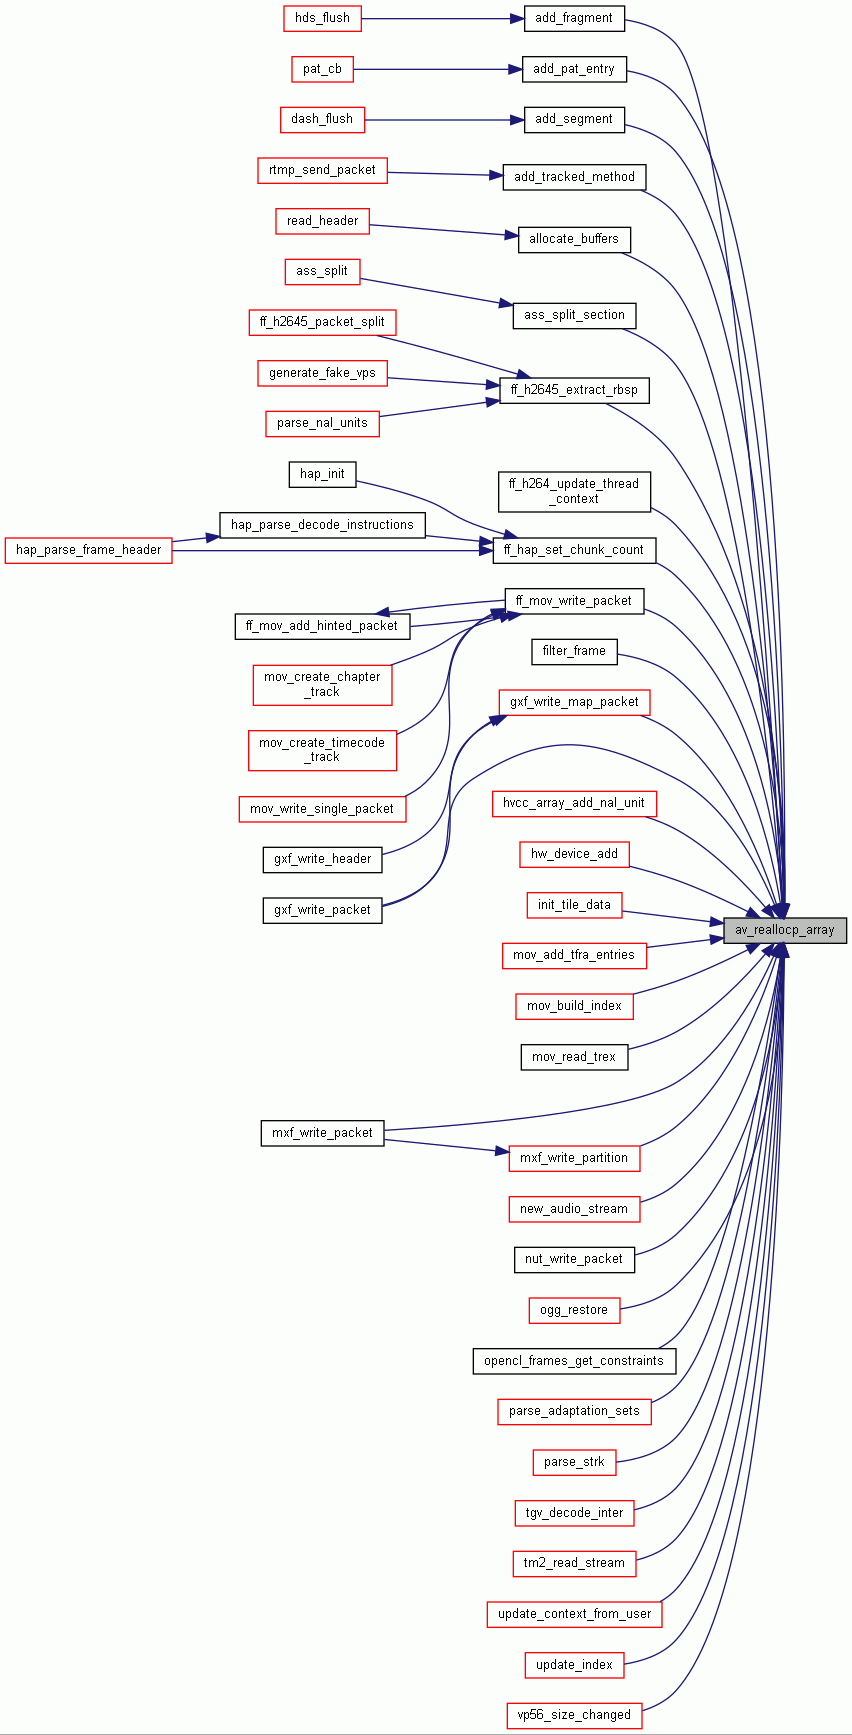 hds_flush
add_fragment
pat_cb
add_pat_entry
dash_flush
add_segment
rtmp_send_packet
add_tracked_method
read_header
allocate_buffers
ass_split
ass_split_section
ff_h2645_packet_split
generate_fake_vps
ff_h2645_extract_rbsp
parse_nal_units
hap_init
ff_h264_update_thread
_context
hap_parse_decode_instructions
hap_parse_frame_header
ff_hap_set_chunk_count
ff_mov_write_packet
ff_mov_add_hinted_packet
filter_frame
mov_create_chapter
_track
gxf_write_map_packet
mov_create_timecode
_track
mov_write_single_packet
hvcc_array_add_nal_unit
gxf_write_header
hw_device_add
gxf_write_packet
init_tile_data
av_reallocp_array
mov_add_tfra_entries
mov_build_index
mov_read_trex
mxf_write_packet
mxf_write_partition
new_audio_stream
nut_write_packet
ogg_restore
opencl_frames_get_constraints
parse_adaptation_sets
parse_strk
tgv_decode_inter
tm2_read_stream
update_context_from_user
update_index
vp56_size_changed